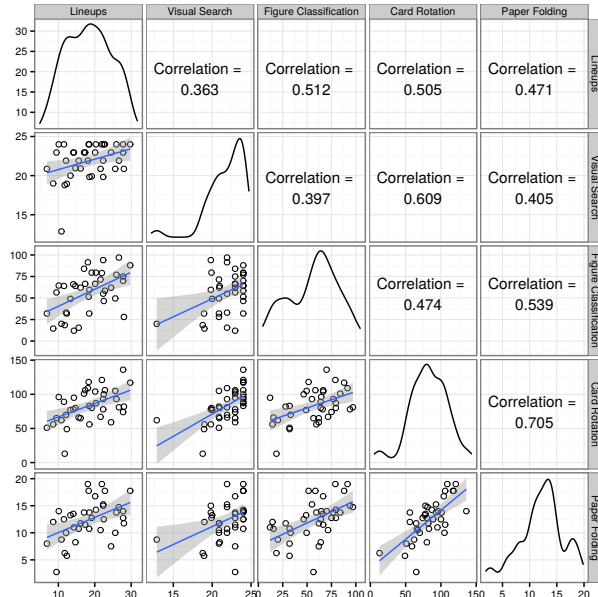 Lineups Visual Search Figure Classification Card Rotation Paper Folding
30
25
20
15
10
Correlation =
0.363
Correlation =
0.512
Correlation =
0.505
Correlation =
0.471
Lineups
25
20
15
Correlation =
0.397
Correlation =
0.609
Correlation =
0.405
Visual Search
100
75
50
25
0
Correlation =
0.474
Correlation =
0.539
Figure Classification
150
100
50
0
Correlation =
0.705
Card Rotation
20
15
10
5
Paper Folding
10 20 30 15 20 25 0 25 50 75 100 0 50 100 150 5 10 15 20